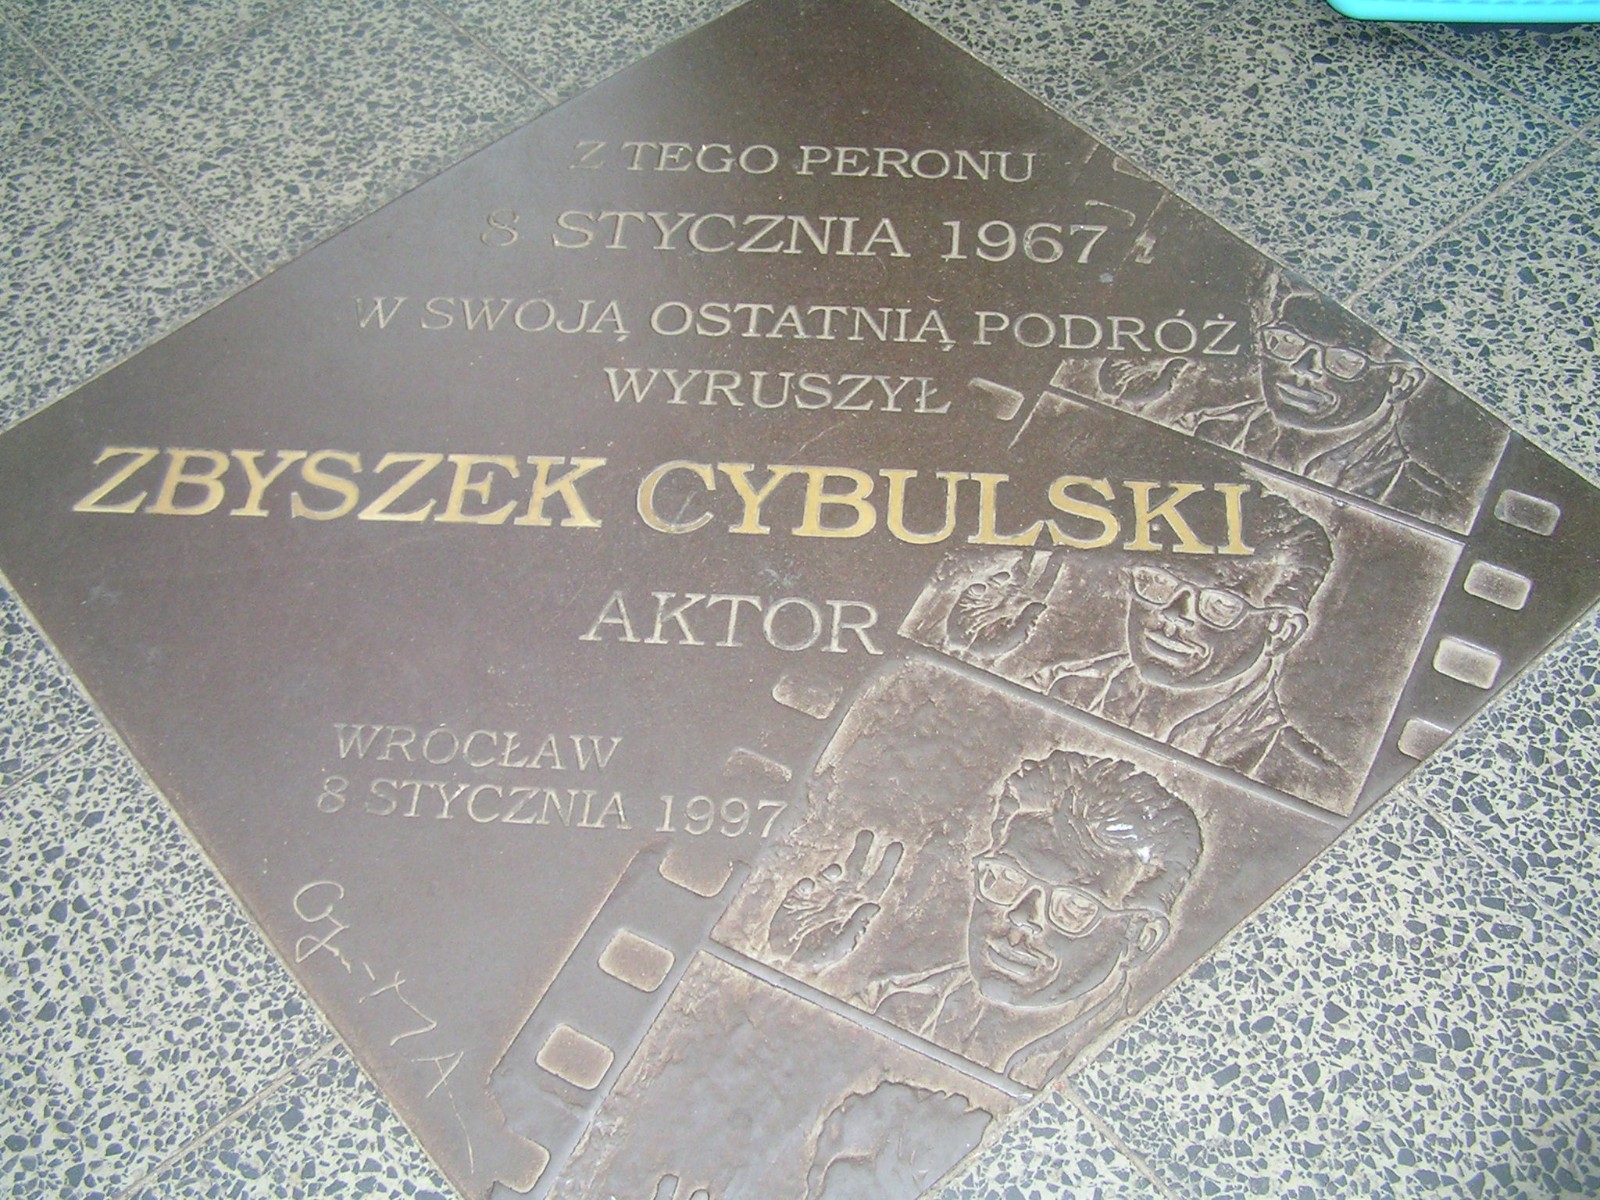 Z TEGO PERONU
8 STYCZNIA 1967
W SWOJĄ OSTATNIĄ PODRÓŻ
WYRUSZYŁ
ZBYSZEK CYBULSKI
AKTOR
WROCŁAW
8 STYCZNIA 1997